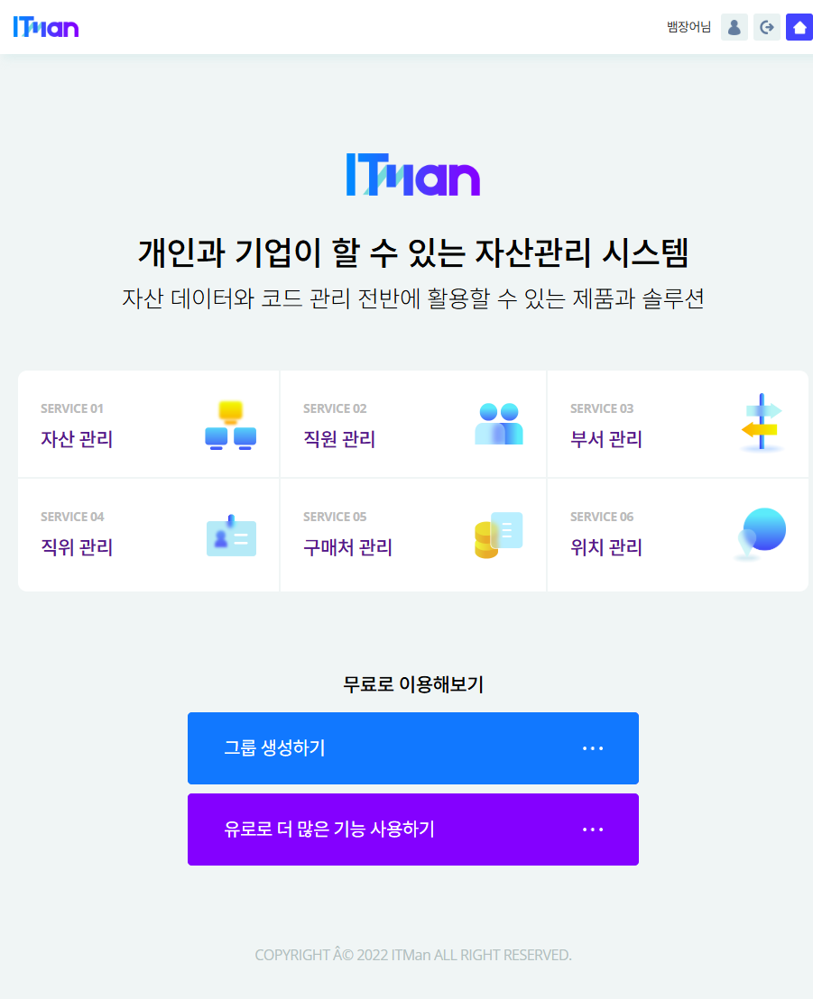 ITMan
뱀장어님
ITMan
개인과 기업이 할 수 있는 자산관리 시스템
자산 데이터와 코드 관리 전반에 활용할 수 있는 제품과 솔루션
SERVICE 01
자산 관리
SERVICE 02
직원 관리
SERVICE 03
부서 관리
SERVICE 04
직위 관리
SERVICE 05
구매처 관리
SERVICE 06
위치 관리
무료로 이용해보기
그룹 생성하기
유로로 더 많은 기능 사용하기
COPYRIGHT Â© 2022 ITMan ALL RIGHT RESERVED.